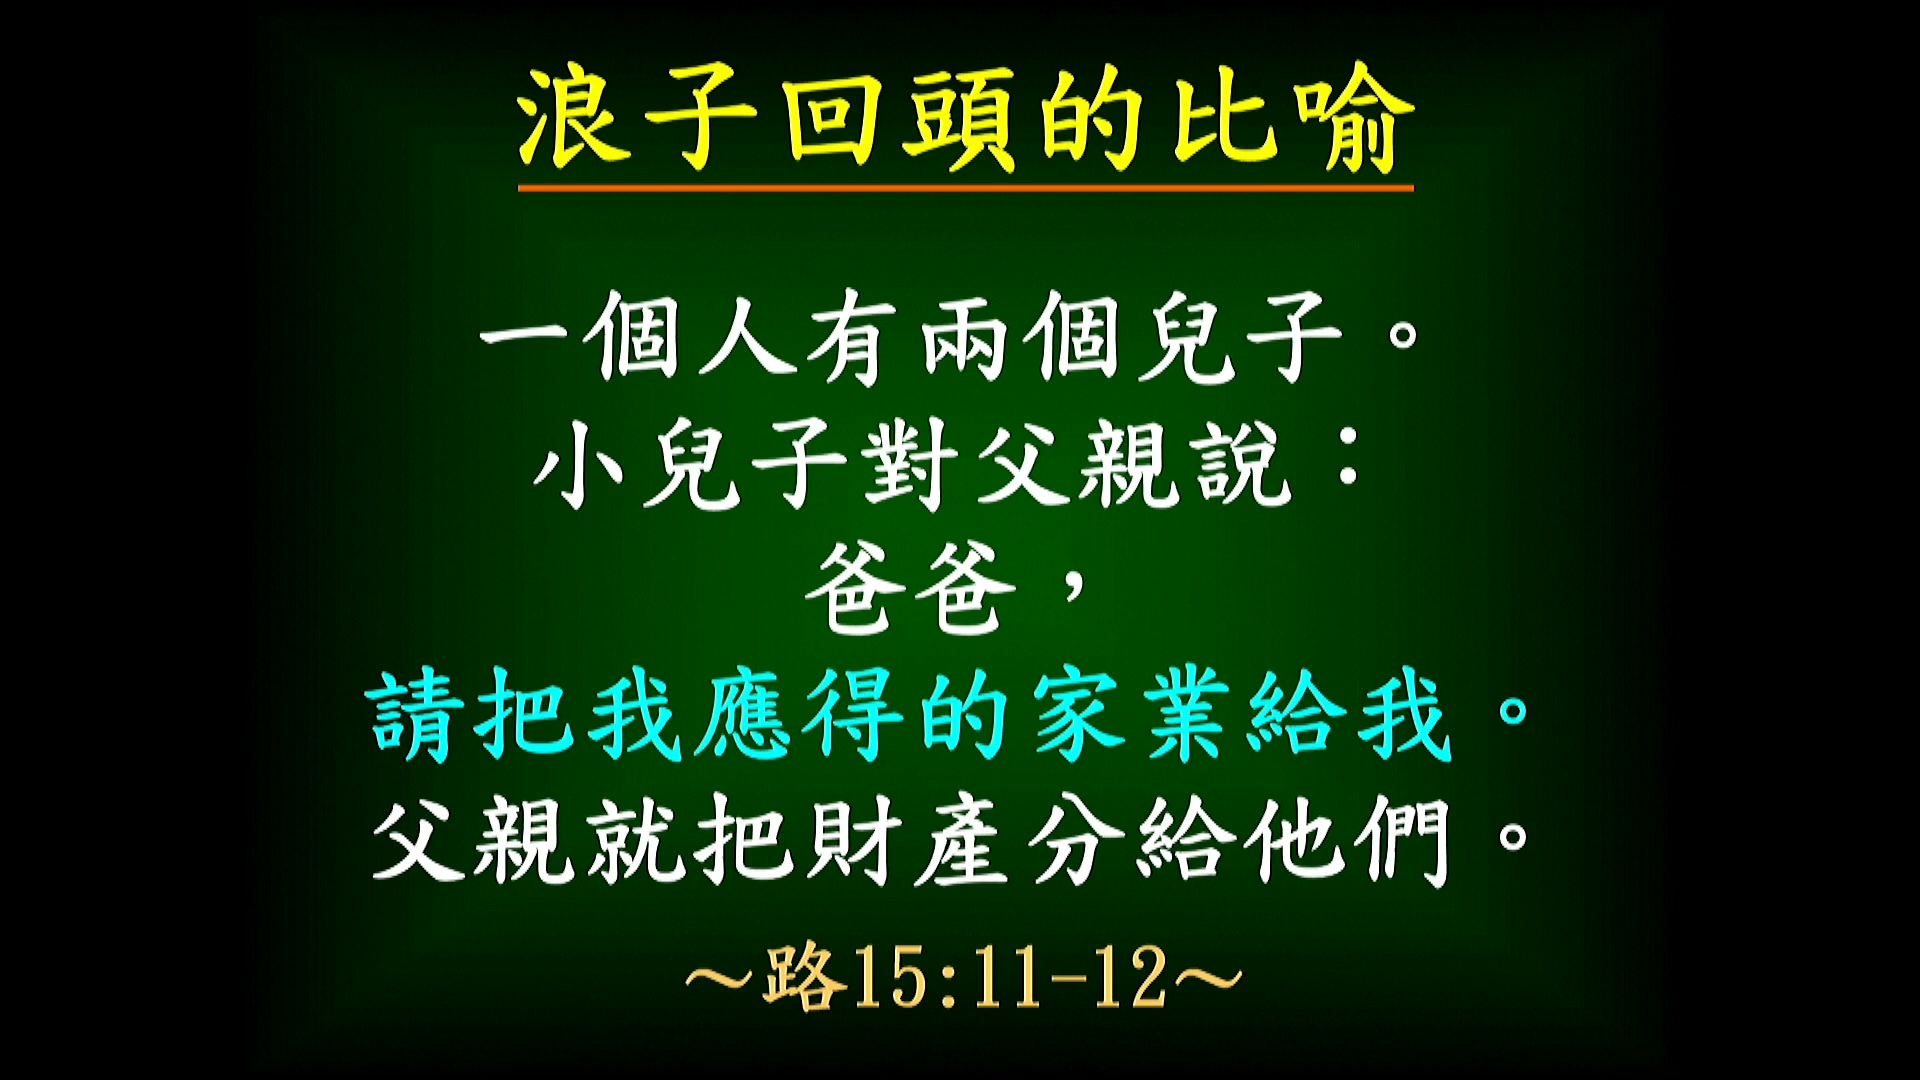 浪子回頭的比喻
一個人有兩個兒子。
小兒子對父親說：
爸爸，
請把我應得的家業給我。
父親就把財產分給他們。
～路15:11-12～